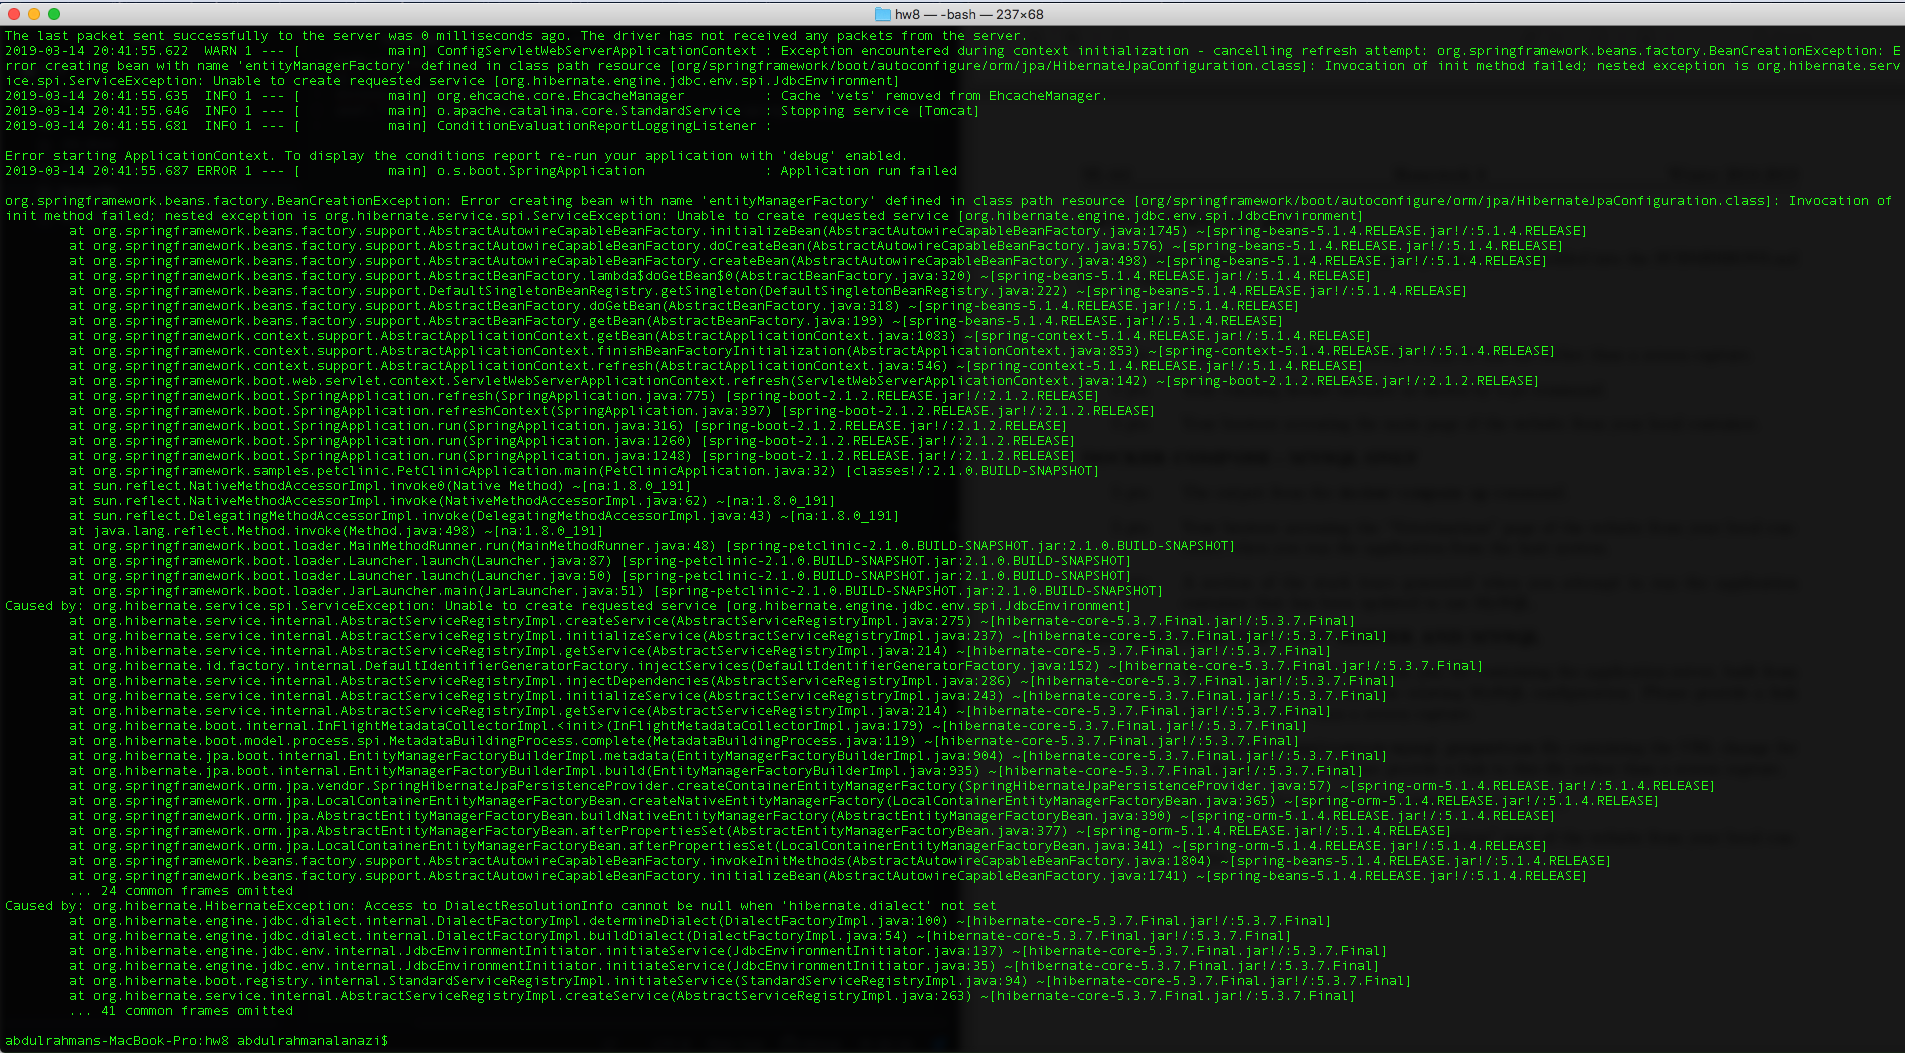 hw8 — -bash — 237×68
The last packet sent successfully to the server was 0 milliseconds ago. The driver has not received any packets from the server.
2019-03-14 20:41:55.622  WARN 1 --- [           main] ConfigServletWebServerApplicationContext : Exception encountered during context initialization - cancelling refresh attempt: org.springframework.beans.factory.BeanCreationException: E
rror creating bean with name 'entityManagerFactory' defined in class path resource [org/springframework/boot/autoconfigure/orm/jpa/HibernateJpaConfiguration.class]: Invocation of init method failed; nested exception is org.hibernate.serv
ice.spi.ServiceException: Unable to create requested service [org.hibernate.engine.jdbc.env.spi.JdbcEnvironment]
2019-03-14 20:41:55.635  INFO 1 --- [           main] org.ehcache.core.EhcacheManager          : Cache 'vets' removed from EhcacheManager.
2019-03-14 20:41:55.646  INFO 1 --- [           main] o.apache.catalina.core.StandardService   : Stopping service [Tomcat]
2019-03-14 20:41:55.681  INFO 1 --- [           main] ConditionEvaluationReportLoggingListener :
Error starting ApplicationContext. To display the conditions report re-run your application with 'debug' enabled.
2019-03-14 20:41:55.687 ERROR 1 --- [           main] o.s.boot.SpringApplication               : Application run failed
org.springframework.beans.factory.BeanCreationException: Error creating bean with name 'entityManagerFactory' defined in class path resource [org/springframework/boot/autoconfigure/orm/jpa/HibernateJpaConfiguration.class]: Invocation of
init method failed; nested exception is org.hibernate.service.spi.ServiceException: Unable to create requested service [org.hibernate.engine.jdbc.env.spi.JdbcEnvironment]
at org.springframework.beans.factory.support.AbstractAutowireCapableBeanFactory.initializeBean(AbstractAutowireCapableBeanFactory.java:1745) ~[spring-beans-5.1.4.RELEASE.jar!/:5.1.4.RELEASE]
at org.springframework.beans.factory.support.AbstractAutowireCapableBeanFactory.doCreateBean(AbstractAutowireCapableBeanFactory.java:576) ~[spring-beans-5.1.4.RELEASE.jar!/:5.1.4.RELEASE]
at org.springframework.beans.factory.support.AbstractAutowireCapableBeanFactory.createBean(AbstractAutowireCapableBeanFactory.java:498) ~[spring-beans-5.1.4.RELEASE.jar!/:5.1.4.RELEASE]
at org.springframework.beans.factory.support.AbstractBeanFactory.lambda$doGetBean$0(AbstractBeanFactory.java:320) ~[spring-beans-5.1.4.RELEASE.jar!/:5.1.4.RELEASE]
at org.springframework.beans.factory.support.DefaultSingletonBeanRegistry.getSingleton(DefaultSingletonBeanRegistry.java:222) ~[spring-beans-5.1.4.RELEASE.jar!/:5.1.4.RELEASE]
at org.springframework.beans.factory.support.AbstractBeanFactory.doGetBean(AbstractBeanFactory.java:318) ~[spring-beans-5.1.4.RELEASE.jar!/:5.1.4.RELEASE]
at org.springframework.beans.factory.support.AbstractBeanFactory.getBean(AbstractBeanFactory.java:199) ~[spring-beans-5.1.4.RELEASE.jar!/:5.1.4.RELEASE]
at org.springframework.context.support.AbstractApplicationContext.getBean(AbstractApplicationContext.java:1083) ~[spring-context-5.1.4.RELEASE.jar!/:5.1.4.RELEASE]
at org.springframework.context.support.AbstractApplicationContext.finishBeanFactoryInitialization(AbstractApplicationContext.java:853) ~[spring-context-5.1.4.RELEASE.jar!/:5.1.4.RELEASE]
at org.springframework.context.support.AbstractApplicationContext.refresh(AbstractApplicationContext.java:546) ~[spring-context-5.1.4.RELEASE.jar!/:5.1.4.RELEASE]
at org.springframework.boot.web.servlet.context.ServletWebServerApplicationContext.refresh(ServletWebServerApplicationContext.java:142) ~[spring-boot-2.1.2.RELEASE.jar!/:2.1.2.RELEASE]
at org.springframework.boot.SpringApplication.refresh(SpringApplication.java:775) [spring-boot-2.1.2.RELEASE.jar!/:2.1.2.RELEASE]
at org.springframework.boot.SpringApplication.refreshContext(SpringApplication.java:397) [spring-boot-2.1.2.RELEASE.jar!/:2.1.2.RELEASE]
at org.springframework.boot.SpringApplication.run(SpringApplication.java:316) [spring-boot-2.1.2.RELEASE.jar!/:2.1.2.RELEASE]
at org.springframework.boot.SpringApplication.run(SpringApplication.java:1260) [spring-boot-2.1.2.RELEASE.jar!/:2.1.2.RELEASE]
at org.springframework.boot.SpringApplication.run(SpringApplication.java:1248) [spring-boot-2.1.2.RELEASE.jar!/:2.1.2.RELEASE]
at org.springframework.samples.petclinic.PetClinicApplication.main(PetClinicApplication.java:32) [classes!/:2.1.0.BUILD-SNAPSHOT]
at sun.reflect.NativeMethodAccessorImpl.invoke0(Native Method) ~[na:1.8.0_191]
at sun.reflect.NativeMethodAccessorImpl.invoke(NativeMethodAccessorImpl.java:62) ~[na:1.8.0_191]
at sun.reflect.DelegatingMethodAccessorImpl.invoke(DelegatingMethodAccessorImpl.java:43) ~[na:1.8.0_191]
at java.lang.reflect.Method.invoke(Method.java:498) ~[na:1.8.0_191]
at org.springframework.boot.loader.MainMethodRunner.run(MainMethodRunner.java:48) [spring-petclinic-2.1.0.BUILD-SNAPSHOT.jar:2.1.0.BUILD-SNAPSHOT]
at org.springframework.boot.loader.Launcher.launch(Launcher.java:87) [spring-petclinic-2.1.0.BUILD-SNAPSHOT.jar:2.1.0.BUILD-SNAPSHOT]
at org.springframework.boot.loader.Launcher.launch(Launcher.java:50) [spring-petclinic-2.1.0.BUILD-SNAPSHOT.jar:2.1.0.BUILD-SNAPSHOT]
at org.springframework.boot.loader.JarLauncher.main(JarLauncher.java:51) [spring-petclinic-2.1.0.BUILD-SNAPSHOT.jar:2.1.0.BUILD-SNAPSHOT]
Caused by: org.hibernate.service.spi.ServiceException: Unable to create requested service [org.hibernate.engine.jdbc.env.spi.JdbcEnvironment]
at org.hibernate.service.internal.AbstractServiceRegistryImpl.createService(AbstractServiceRegistryImpl.java:275) ~[hibernate-core-5.3.7.Final.jar!/:5.3.7.Final]
at org.hibernate.service.internal.AbstractServiceRegistryImpl.initializeService(AbstractServiceRegistryImpl.java:237) ~[hibernate-core-5.3.7.Final.jar!/:5.3.7.Final]
at org.hibernate.service.internal.AbstractServiceRegistryImpl.getService(AbstractServiceRegistryImpl.java:214) ~[hibernate-core-5.3.7.Final.jar!/:5.3.7.Final]
at org.hibernate.id.factory.internal.DefaultIdentifierGeneratorFactory.injectServices(DefaultIdentifierGeneratorFactory.java:152) ~[hibernate-core-5.3.7.Final.jar!/:5.3.7.Final]
at org.hibernate.service.internal.AbstractServiceRegistryImpl.injectDependencies(AbstractServiceRegistryImpl.java:286) ~[hibernate-core-5.3.7.Final.jar!/:5.3.7.Final]
at org.hibernate.service.internal.AbstractServiceRegistryImpl.initializeService(AbstractServiceRegistryImpl.java:243) ~[hibernate-core-5.3.7.Final.jar!/:5.3.7.Final]
at org.hibernate.service.internal.AbstractServiceRegistryImpl.getService(AbstractServiceRegistryImpl.java:214) ~[hibernate-core-5.3.7.Final.jar!/:5.3.7.Final]
at org.hibernate.boot.internal.InFlightMetadataCollectorImpl.<init>(InFlightMetadataCollectorImpl.java:179) ~[hibernate-core-5.3.7.Final.jar!/:5.3.7.Final]
at org.hibernate.boot.model.process.spi.MetadataBuildingProcess.complete(MetadataBuildingProcess.java:119) ~[hibernate-core-5.3.7.Final.jar!/:5.3.7.Final]
at org.hibernate.jpa.boot.internal.EntityManagerFactoryBuilderImpl.metadata(EntityManagerFactoryBuilderImpl.java:904) ~[hibernate-core-5.3.7.Final.jar!/:5.3.7.Final]
at org.hibernate.jpa.boot.internal.EntityManagerFactoryBuilderImpl.build(EntityManagerFactoryBuilderImpl.java:935) ~[hibernate-core-5.3.7.Final.jar!/:5.3.7.Final]
at org.springframework.orm.jpa.vendor.SpringHibernateJpaPersistenceProvider.createContainerEntityManagerFactory(SpringHibernateJpaPersistenceProvider.java:57) ~[spring-orm-5.1.4.RELEASE.jar!/:5.1.4.RELEASE]
at org.springframework.orm.jpa.LocalContainerEntityManagerFactoryBean.createNativeEntityManagerFactory(LocalContainerEntityManagerFactoryBean.java:365) ~[spring-orm-5.1.4.RELEASE.jar!/:5.1.4.RELEASE]
at org.springframework.orm.jpa.AbstractEntityManagerFactoryBean.buildNativeEntityManagerFactory(AbstractEntityManagerFactoryBean.java:390) ~[spring-orm-5.1.4.RELEASE.jar!/:5.1.4.RELEASE]
at org.springframework.orm.jpa.AbstractEntityManagerFactoryBean.afterPropertiesSet(AbstractEntityManagerFactoryBean.java:377) ~[spring-orm-5.1.4.RELEASE.jar!/:5.1.4.RELEASE]
at org.springframework.orm.jpa.LocalContainerEntityManagerFactoryBean.afterPropertiesSet(LocalContainerEntityManagerFactoryBean.java:341) ~[spring-orm-5.1.4.RELEASE.jar!/:5.1.4.RELEASE]
at org.springframework.beans.factory.support.AbstractAutowireCapableBeanFactory.invokeInitMethods(AbstractAutowireCapableBeanFactory.java:1804) ~[spring-beans-5.1.4.RELEASE.jar!/:5.1.4.RELEASE]
at org.springframework.beans.factory.support.AbstractAutowireCapableBeanFactory.initializeBean(AbstractAutowireCapableBeanFactory.java:1741) ~[spring-beans-5.1.4.RELEASE.jar!/:5.1.4.RELEASE]
... 24 common frames omitted
Caused by: org.hibernate.HibernateException: Access to DialectResolutionInfo cannot be null when 'hibernate.dialect' not set
at org.hibernate.engine.jdbc.dialect.internal.DialectFactoryImpl.determineDialect(DialectFactoryImpl.java:100) ~[hibernate-core-5.3.7.Final.jar!/:5.3.7.Final]
at org.hibernate.engine.jdbc.dialect.internal.DialectFactoryImpl.buildDialect(DialectFactoryImpl.java:54) ~[hibernate-core-5.3.7.Final.jar!/:5.3.7.Final]
at org.hibernate.engine.jdbc.env.internal.JdbcEnvironmentInitiator.initiateService(JdbcEnvironmentInitiator.java:137) ~[hibernate-core-5.3.7.Final.jar!/:5.3.7.Final]
at org.hibernate.engine.jdbc.env.internal.JdbcEnvironmentInitiator.initiateService(JdbcEnvironmentInitiator.java:35) ~[hibernate-core-5.3.7.Final.jar!/:5.3.7.Final]
at org.hibernate.boot.registry.internal.StandardServiceRegistryImpl.initiateService(StandardServiceRegistryImpl.java:94) ~[hibernate-core-5.3.7.Final.jar!/:5.3.7.Final]
at org.hibernate.service.internal.AbstractServiceRegistryImpl.createService(AbstractServiceRegistryImpl.java:263) ~[hibernate-core-5.3.7.Final.jar!/:5.3.7.Final]
... 41 common frames omitted
abdulrahmans-MacBook-Pro:hw8 abdulrahmanalanazi$